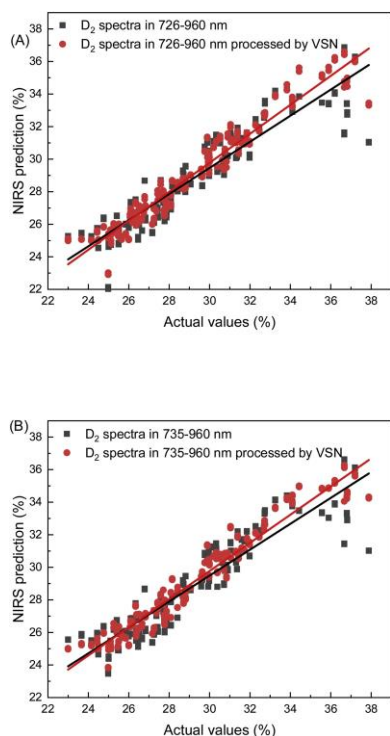 (A)
D₂ spectra in 726-960 nm
D₂ spectra in 726-960 nm processed by VSN
38
36
34
32
30
28
26
24
22
NIRS prediction (%)
22 24 26 28 30 32 34 36 38
Actual values (%)
(B)
D₂ spectra in 735-960 nm
D₂ spectra in 735-960 nm processed by VSN
38
36
34
32
30
28
26
24
22
NIRS prediction (%)
22 24 26 28 30 32 34 36 38
Actual values (%)